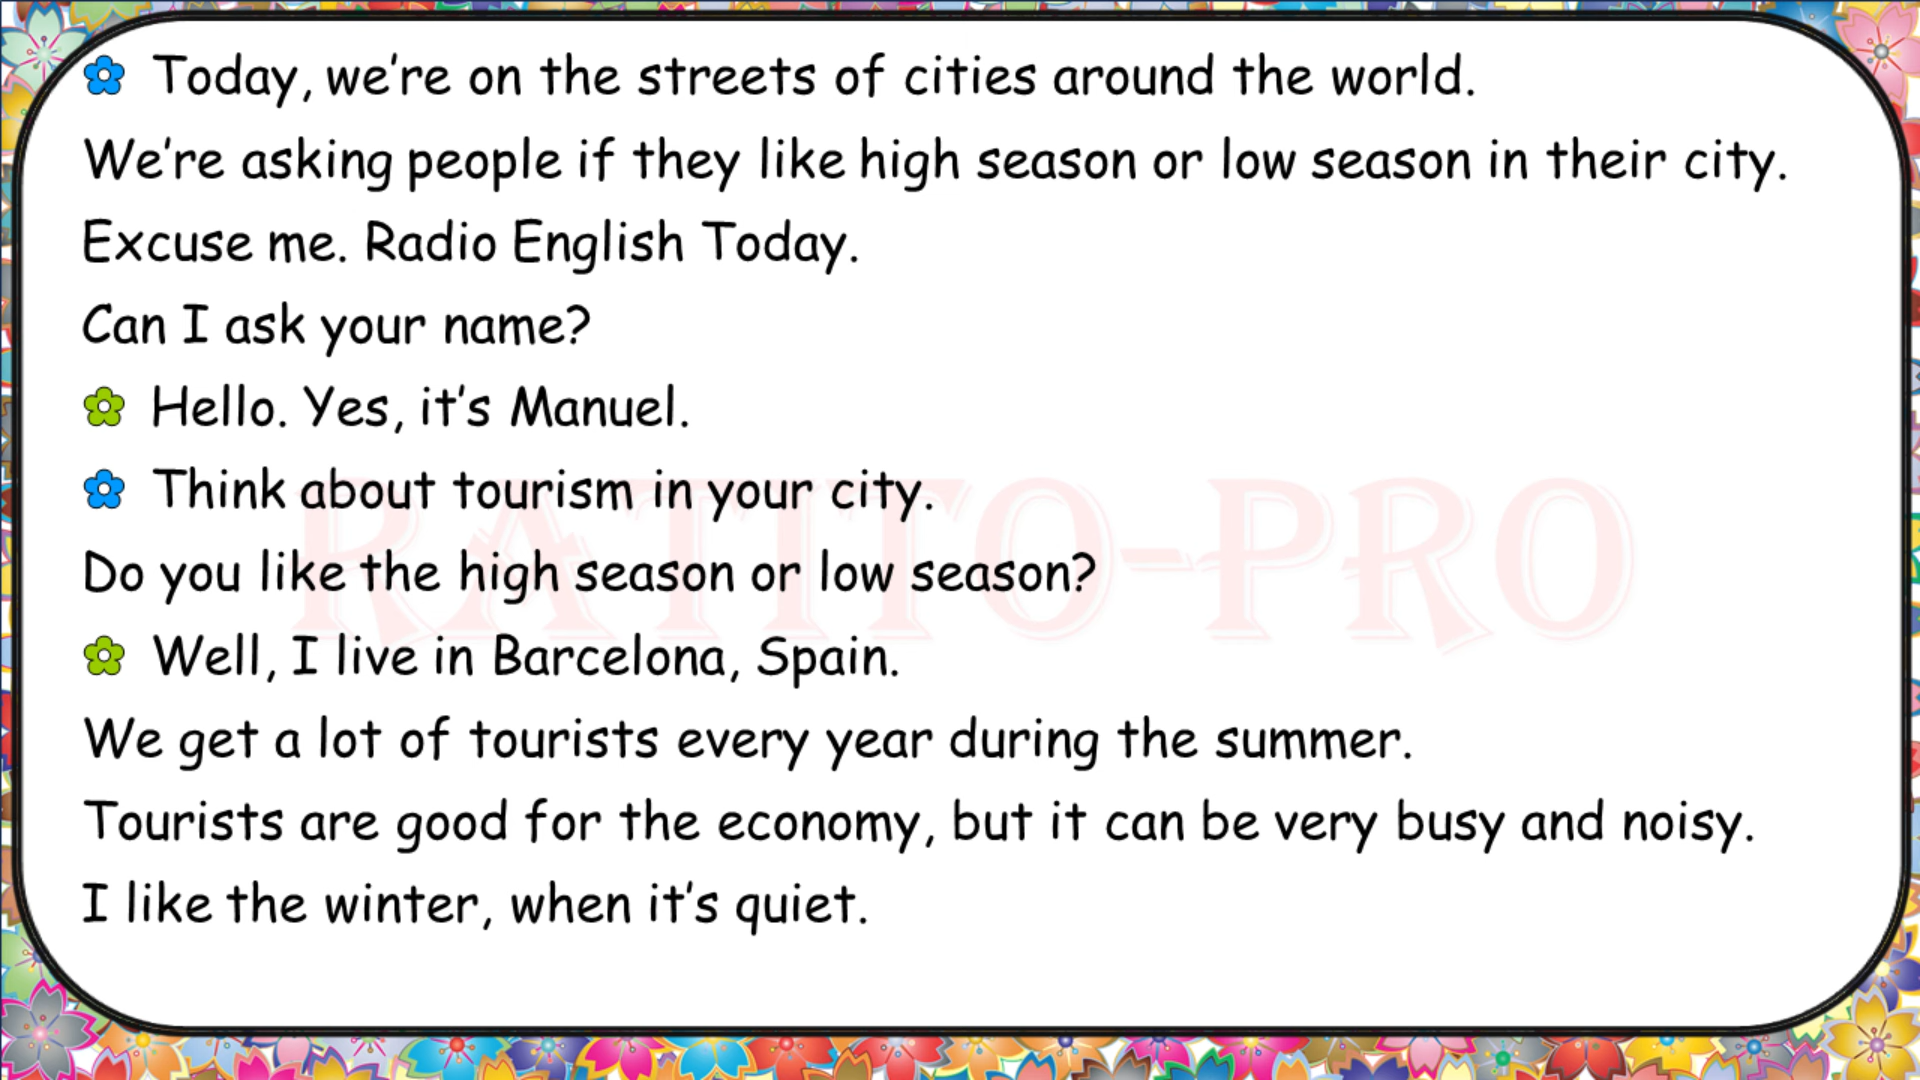 Today, we’re on the streets of cities around the world.
We’re asking people if they like high season or low season in their city.
Excuse me. Radio English Today.
Can I ask your name?
Hello. Yes, it’s Manuel.
Think about tourism in your city.
Do you like the high season or low season?
Well, I live in Barcelona, Spain.
We get a lot of tourists every year during the summer.
Tourists are good for the economy, but it can be very busy and noisy.
I like the winter, when it’s quiet.
RATITO-PRO